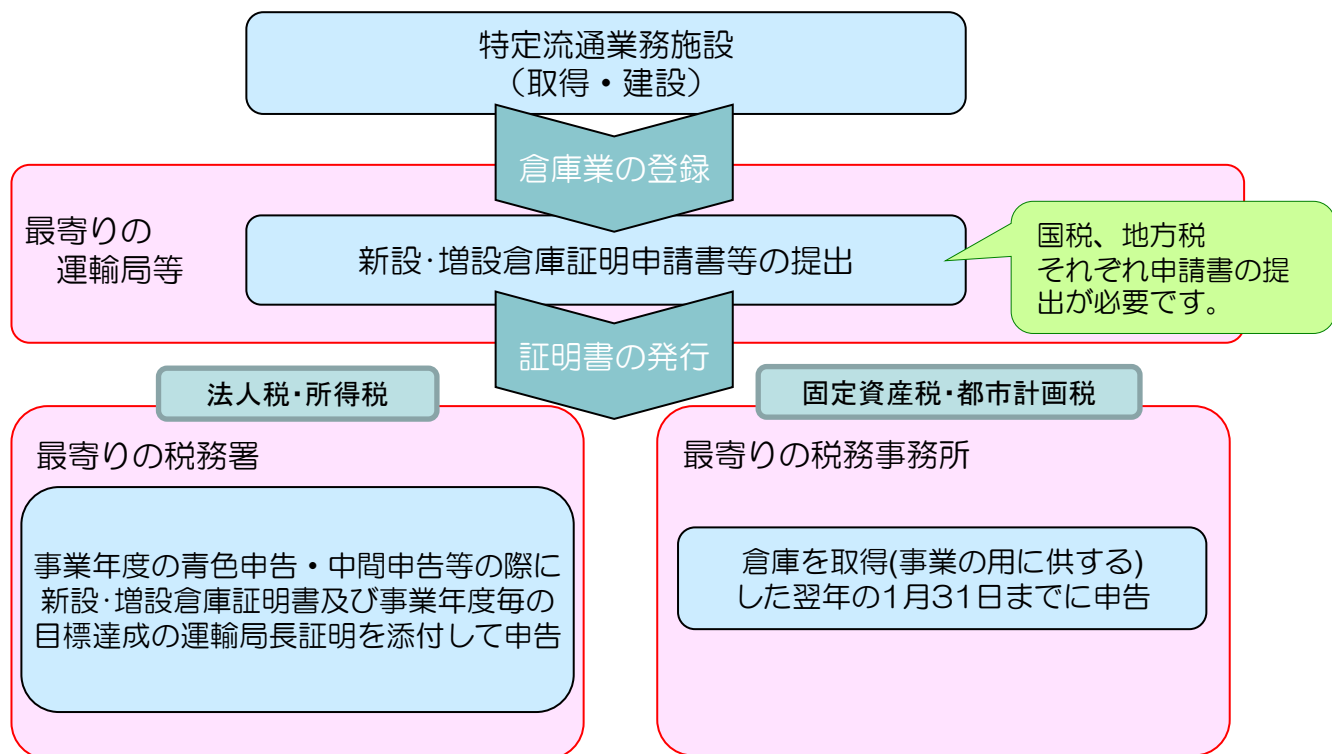 特定流通業務施設
（取得・建設）
倉庫業の登録
最寄りの
運輸局等
新設･増設倉庫証明申請書等の提出
国税、地方税
それぞれ申請書の提
出が必要です。
証明書の発行
法人税･所得税
最寄りの税務署
事業年度の青色申告・中間申告等の際に
新設･増設倉庫証明書及び事業年度毎の
目標達成の運輸局長証明を添付して申告
固定資産税･都市計画税
最寄りの税務事務所
倉庫を取得(事業の用に供する)
した翌年の1月31日までに申告